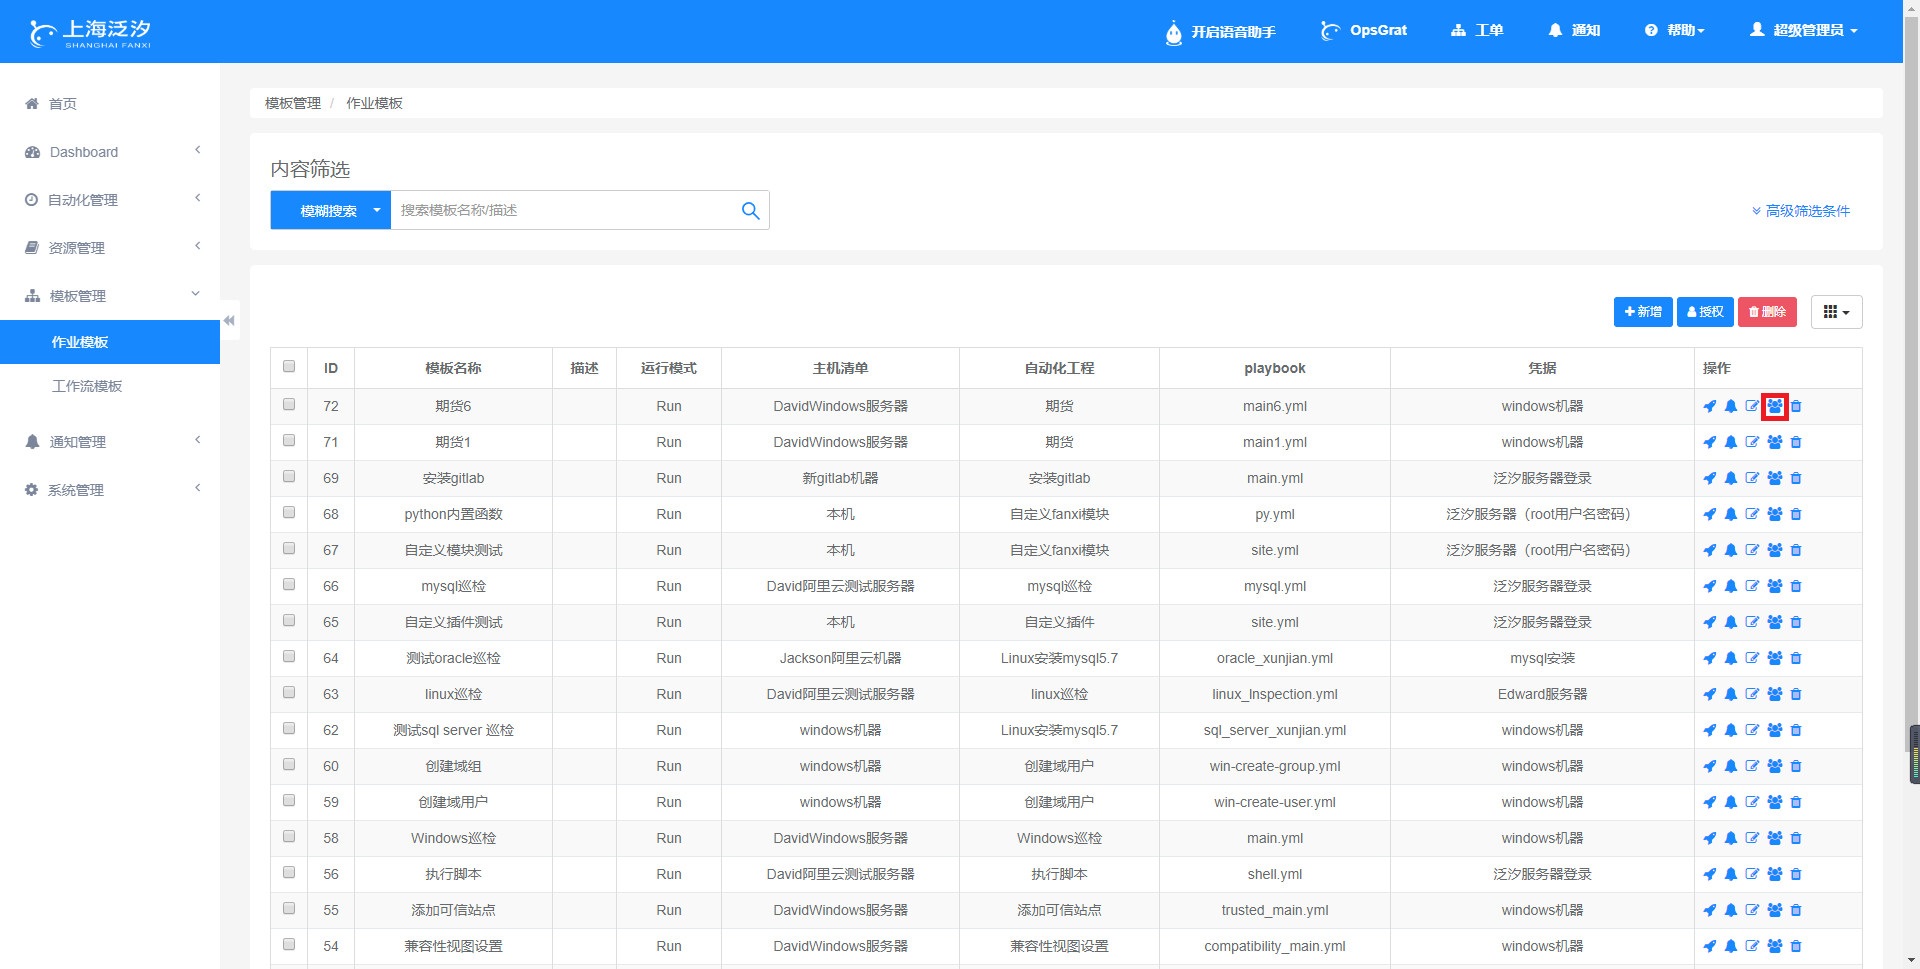 上海泛汐
SHANGHAI FANXI
开启语音助手
OpsGrat
工单
通知
帮助
超级管理员
首页
Dashboard
自动化管理
资源管理
模板管理
作业模板
工作流模板
通知管理
系统管理
模板管理 / 作业模板
内容筛选
模糊搜索 搜索模板名称/描述
高级筛选条件
新增 授权 删除
ID 模板名称 描述 运行模式 主机清单 自动化工程 playbook 凭据 操作
72 期货6 Run DavidWindows服务器 期货 main6.yml windows机器
71 期货1 Run DavidWindows服务器 期货 main1.yml windows机器
69 安装gitlab Run 新gitlab机器 安装gitlab main.yml 泛汐服务器登录
68 python内置函数 Run 本机 自定义fanxi模块 py.yml 泛汐服务器（root用户名密码）
67 自定义模块测试 Run 本机 自定义fanxi模块 site.yml 泛汐服务器（root用户名密码）
66 mysql巡检 Run David阿里云测试服务器 mysql巡检 mysql.yml 泛汐服务器登录
65 自定义插件测试 Run 本机 自定义插件 site.yml 泛汐服务器登录
64 测试oracle巡检 Run Jackson阿里云机器 Linux安装mysql5.7 oracle_xunjian.yml mysql安装
63 linux巡检 Run David阿里云测试服务器 linux巡检 linux_Inspection.yml Edward服务器
62 测试sql server 巡检 Run windows机器 Linux安装mysql5.7 sql_server_xunjian.yml windows机器
60 创建域组 Run windows机器 创建域用户 win-create-group.yml windows机器
59 创建域用户 Run windows机器 创建域用户 win-create-user.yml windows机器
58 Windows巡检 Run DavidWindows服务器 Windows巡检 main.yml windows机器
56 执行脚本 Run David阿里云测试服务器 执行脚本 shell.yml 泛汐服务器登录
55 添加可信站点 Run DavidWindows服务器 添加可信站点 trusted_main.yml windows机器
54 兼容性视图设置 Run DavidWindows服务器 兼容性视图设置 compatibility_main.yml windows机器